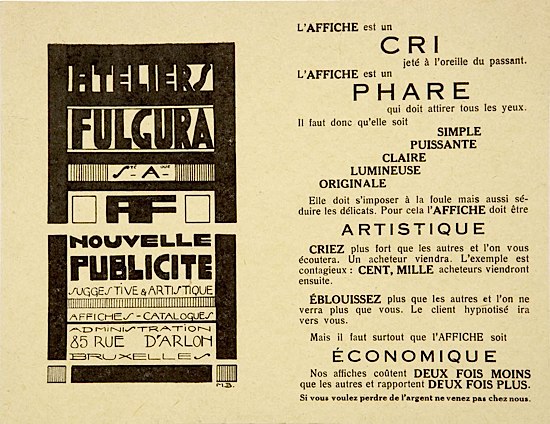 ATELIERS
FULGURA
Sté Ame
AF
NOUVELLE
PUBLICITE
SUGGESTIVE & ARTISTIQUE
AFFICHES - CATALOGUES
ADMINISTRATION
85 RUE D'ARLON
BRUXELLES
M.B.
L'AFFICHE est un
CRI
jeté à l'oreille du passant.
L'AFFICHE est un
PHARE
qui doit attirer tous les yeux.
Il faut donc qu'elle soit
SIMPLE
PUISSANTE
CLAIRE
LUMINEUSE
ORIGINALE
Elle doit s'imposer à la foule mais aussi sé-
duire les délicats. Pour cela l'AFFICHE doit être
ARTISTIQUE
CRIEZ plus fort que les autres et l'on vous
écoutera. Un acheteur viendra. L'exemple est
contagieux : CENT, MILLE acheteurs viendront
ensuite.
ÉBLOUISSEZ plus que les autres et l'on ne
verra plus que vous. Le client hypnotisé ira
vers vous.
Mais il faut surtout que l'AFFICHE soit
ÉCONOMIQUE
Nos affiches coûtent DEUX FOIS MOINS
que les autres et rapportent DEUX FOIS PLUS.
Si vous voulez perdre de l'argent ne venez pas chez nous.